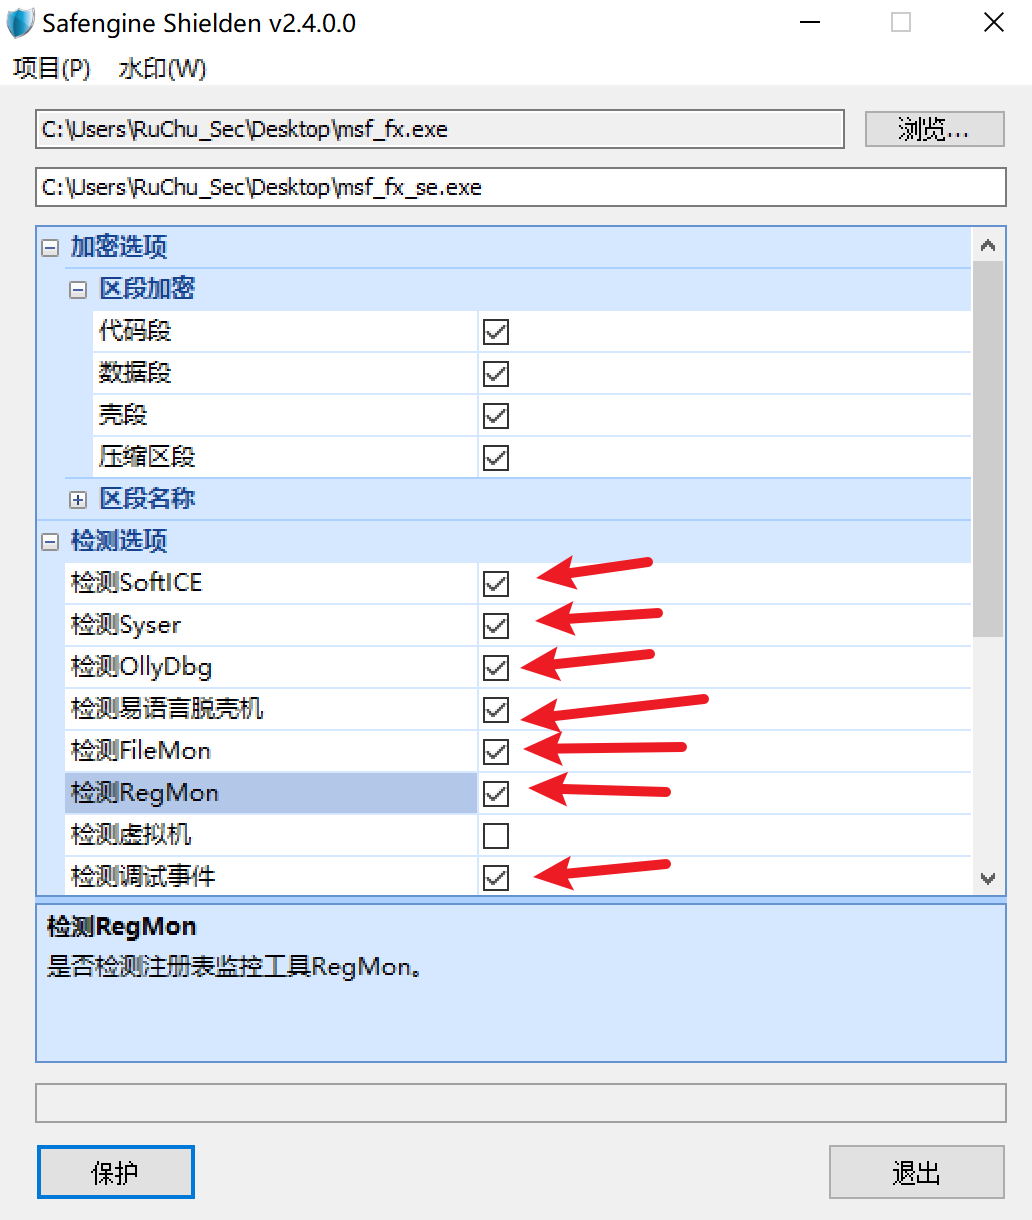 Safengine Shielden v2.4.0.0
项目(P) 水印(W)
C:\Users\RuChu_Sec\Desktop\msf_fx.exe 浏览...
C:\Users\RuChu_Sec\Desktop\msf_fx_se.exe
加密选项
区段加密
代码段
数据段
壳段
压缩区段
区段名称
检测选项
检测SoftICE
检测Syser
检测OllyDbg
检测易语言脱壳机
检测FileMon
检测RegMon
检测虚拟机
检测调试事件
检测RegMon
是否检测注册表监控工具RegMon。
保护 退出